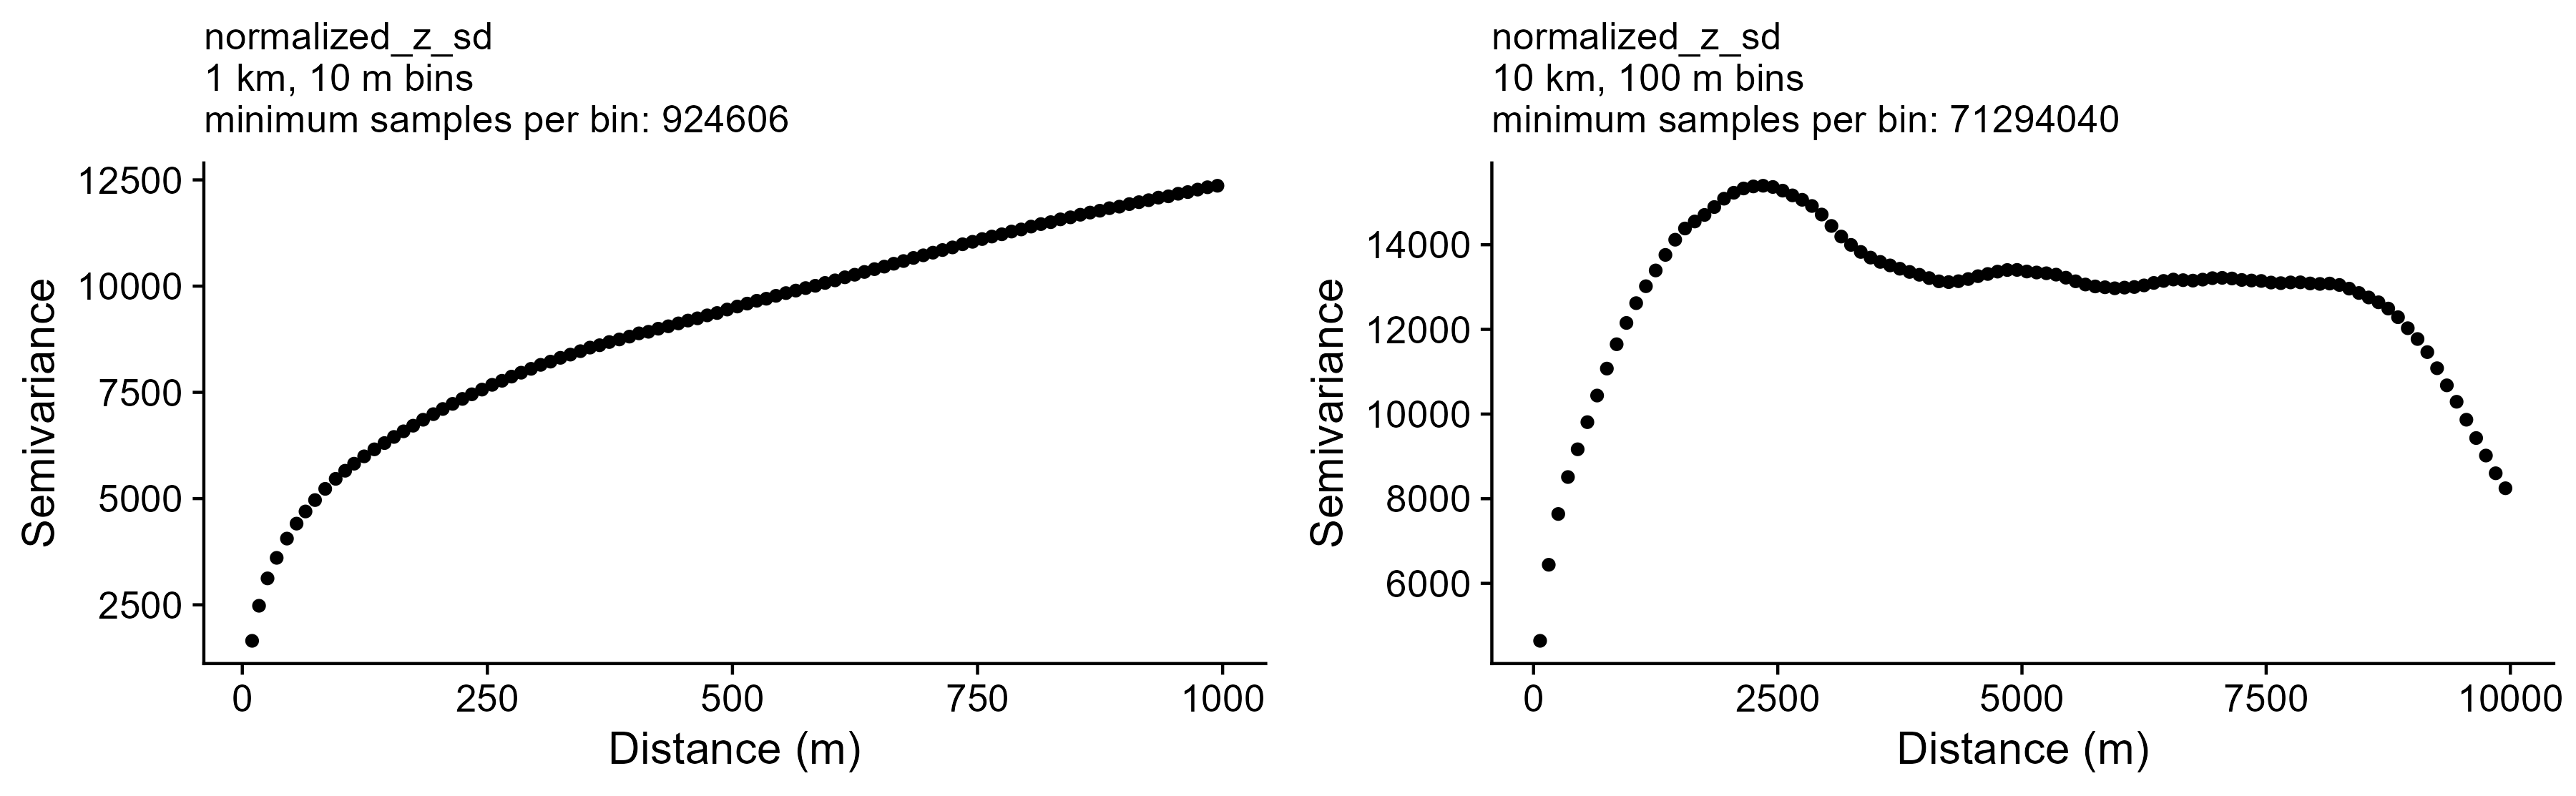 normalized_z_sd
1 km, 10 m bins
minimum samples per bin: 924606
12500
10000
7500
5000
2500
Semivariance
0 250 500 750 1000
Distance (m)
normalized_z_sd
10 km, 100 m bins
minimum samples per bin: 71294040
14000
12000
10000
8000
6000
Semivariance
0 2500 5000 7500 10000
Distance (m)